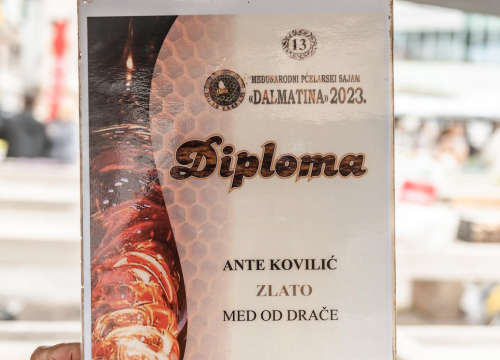 13
MEĐUNARODNI PČELARSKI SAJAM
«DALMATINA» 2023.
Diploma
ANTE KOVILIĆ
ZLATO
MED OD DRAČE